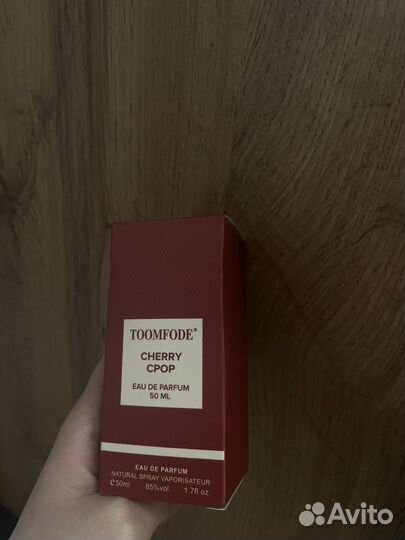 TOOMFODE®
CHERRY
CPOP
EAU DE PARFUM
50 ML
EAU DE PARFUM
NATURAL SPRAY VAPORISATEUR
℮50ml 85%vol. 1.7fl.oz.
Avito